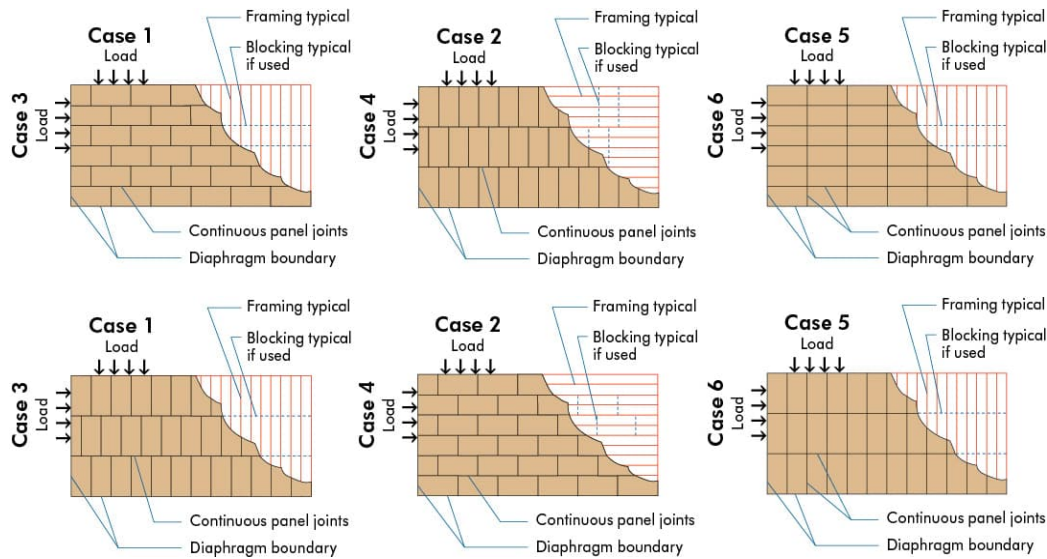 Framing typical
Case 1
Load
Blocking typical
if used
Case 3
Load
Continuous panel joints
Diaphragm boundary
Framing typical
Case 2
Load
Blocking typical
if used
Case 4
Load
Continuous panel joints
Diaphragm boundary
Framing typical
Case 5
Load
Blocking typical
if used
Case 6
Load
Continuous panel joints
Diaphragm boundary
Framing typical
Case 1
Load
Blocking typical
if used
Case 3
Load
Continuous panel joints
Diaphragm boundary
Framing typical
Case 2
Load
Blocking typical
if used
Case 4
Load
Continuous panel joints
Diaphragm boundary
Framing typical
Case 5
Load
Blocking typical
if used
Case 6
Load
Continuous panel joints
Diaphragm boundary